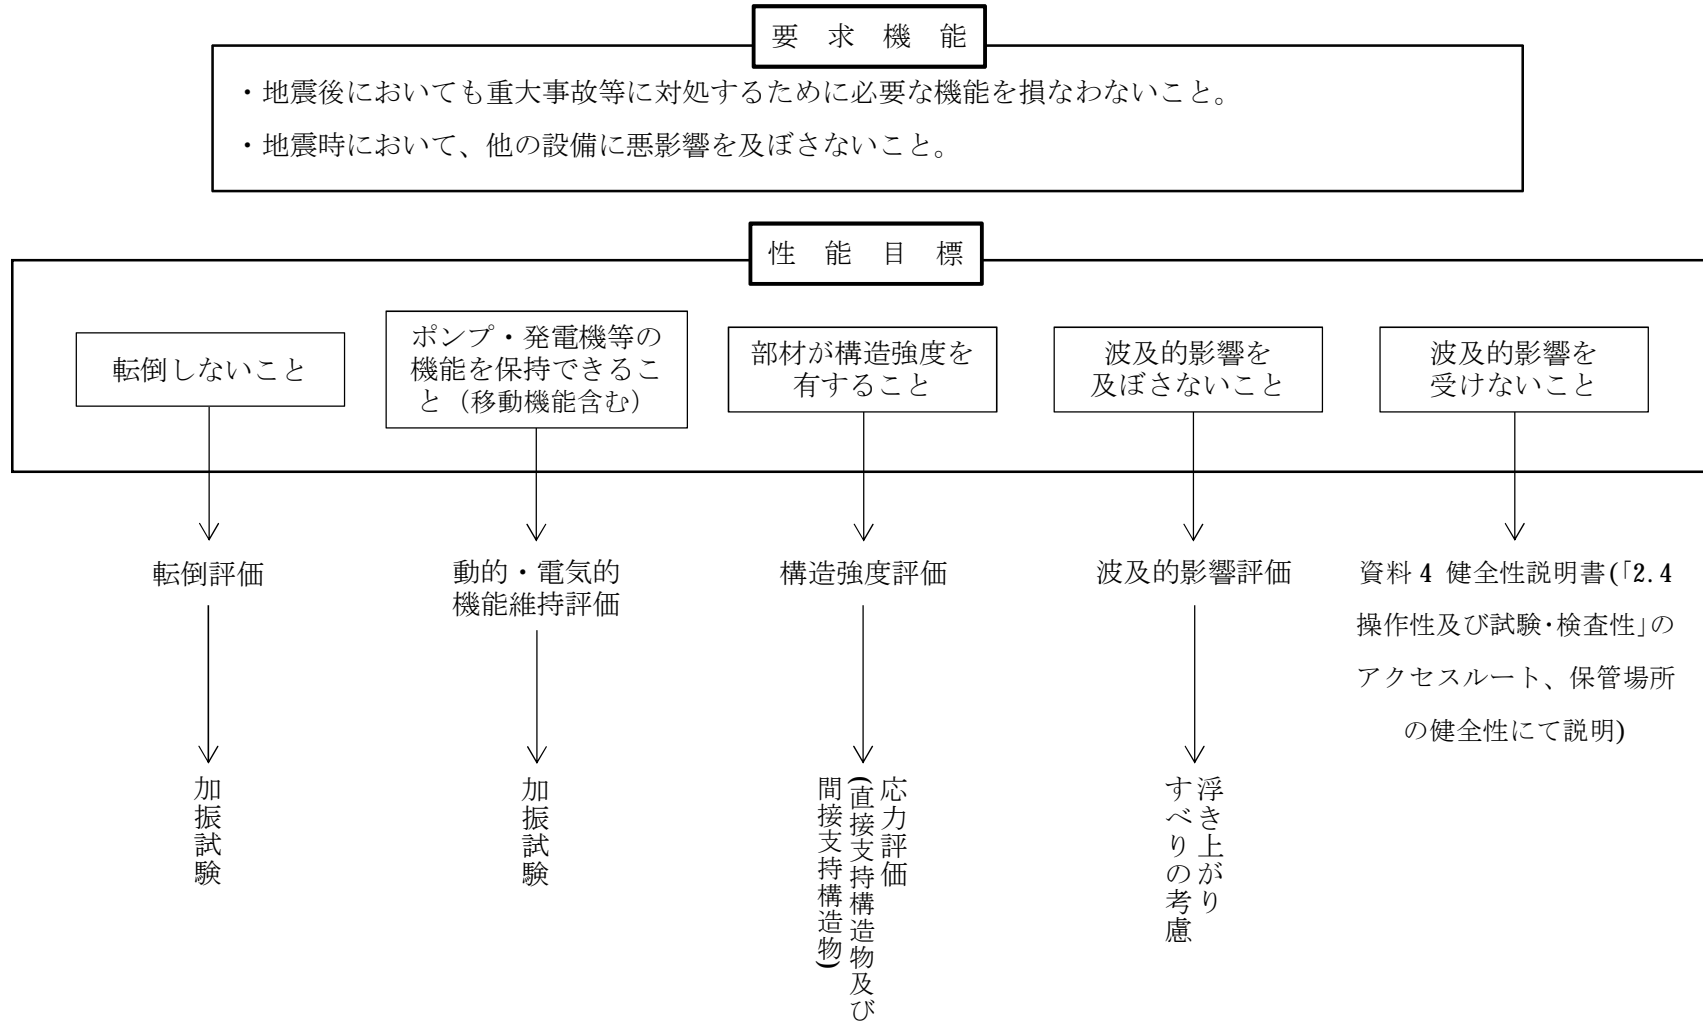 要求機能
・地震後においても重大事故等に対処するために必要な機能を損なわないこと。
・地震時において、他の設備に悪影響を及ぼさないこと。
性能目標
転倒しないこと
ポンプ・発電機等の
機能を保持できるこ
と（移動機能含む）
部材が構造強度を
有すること
波及的影響を
及ぼさないこと
波及的影響を
受けないこと
転倒評価
動的・電気的
機能維持評価
構造強度評価
波及的影響評価
資料 4 健全性説明書(「2.4
操作性及び試験・検査性」の
アクセスルート、保管場所
の健全性にて説明)
加振試験
加振試験
応力評価
(直接支持構造物及び
間接支持構造物)
浮き上がり
すべりの考慮